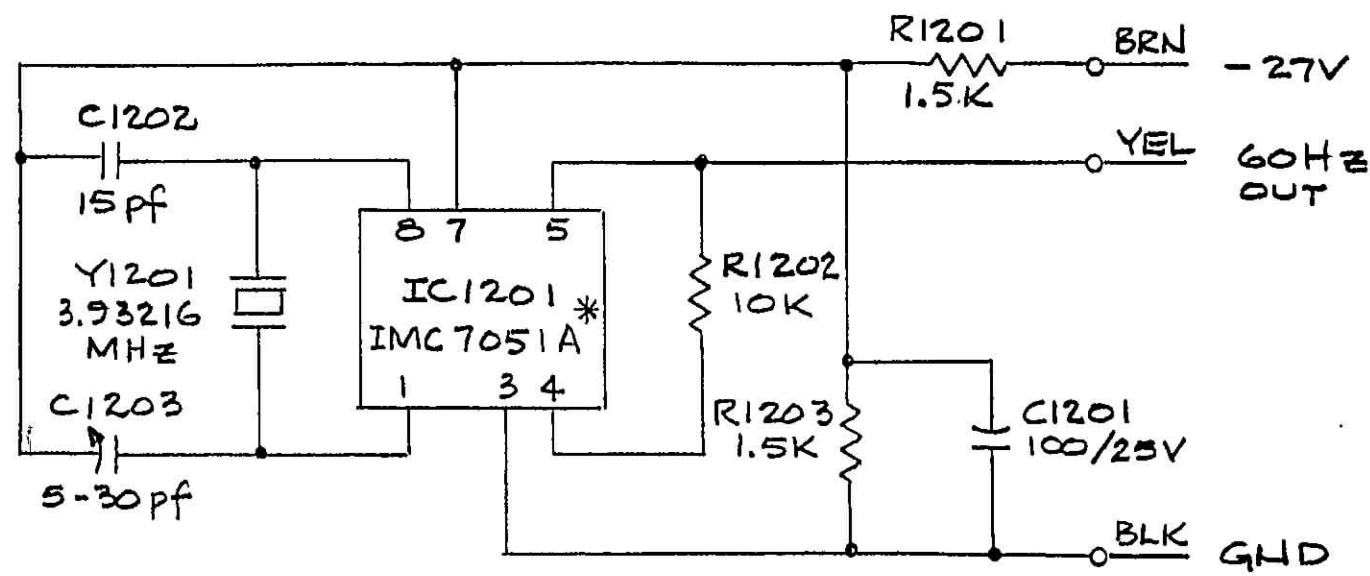 R1201
BRN
-27V
1.5K
C1202
YEL
60HZ
OUT
15pf
8 7 5
Y1201
3.93216
MHZ
IC1201
*
IMC7051A
R1202
10K
1 3 4
C1203
R1203
1.5K
C1201
100/25V
5-30pf
BLK
GND